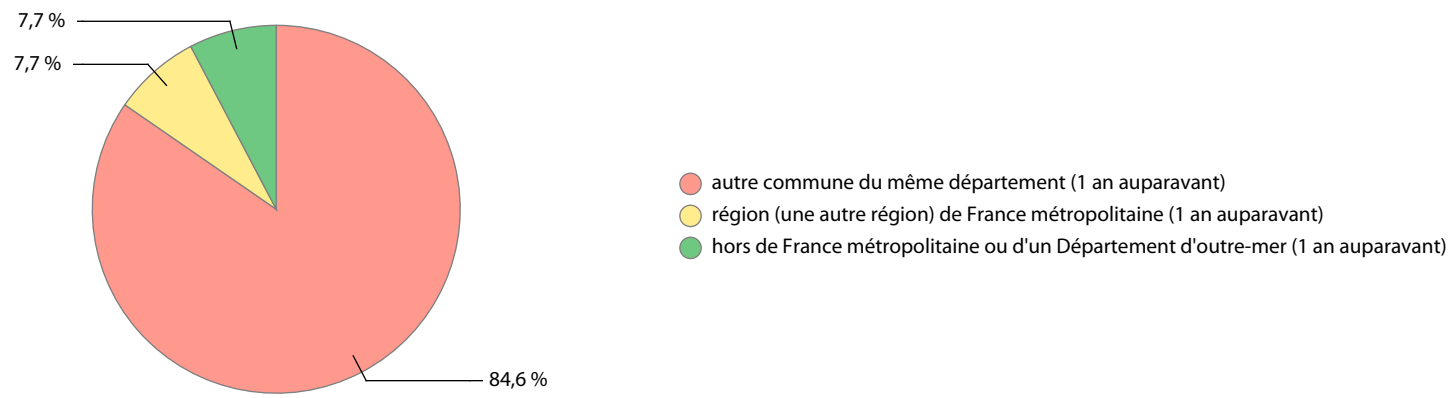 7,7 %
7,7 %
84,6 %
autre commune du même département (1 an auparavant)
région (une autre région) de France métropolitaine (1 an auparavant)
hors de France métropolitaine ou d'un Département d'outre-mer (1 an auparavant)